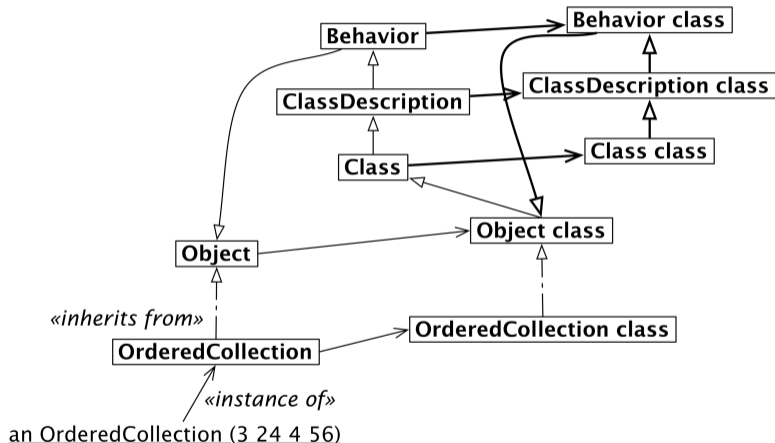 Behavior class
Behavior
ClassDescription class
ClassDescription
Class class
Class
Object class
Object
«inherits from»
OrderedCollection class
OrderedCollection
«instance of»
an OrderedCollection (3 24 4 56)